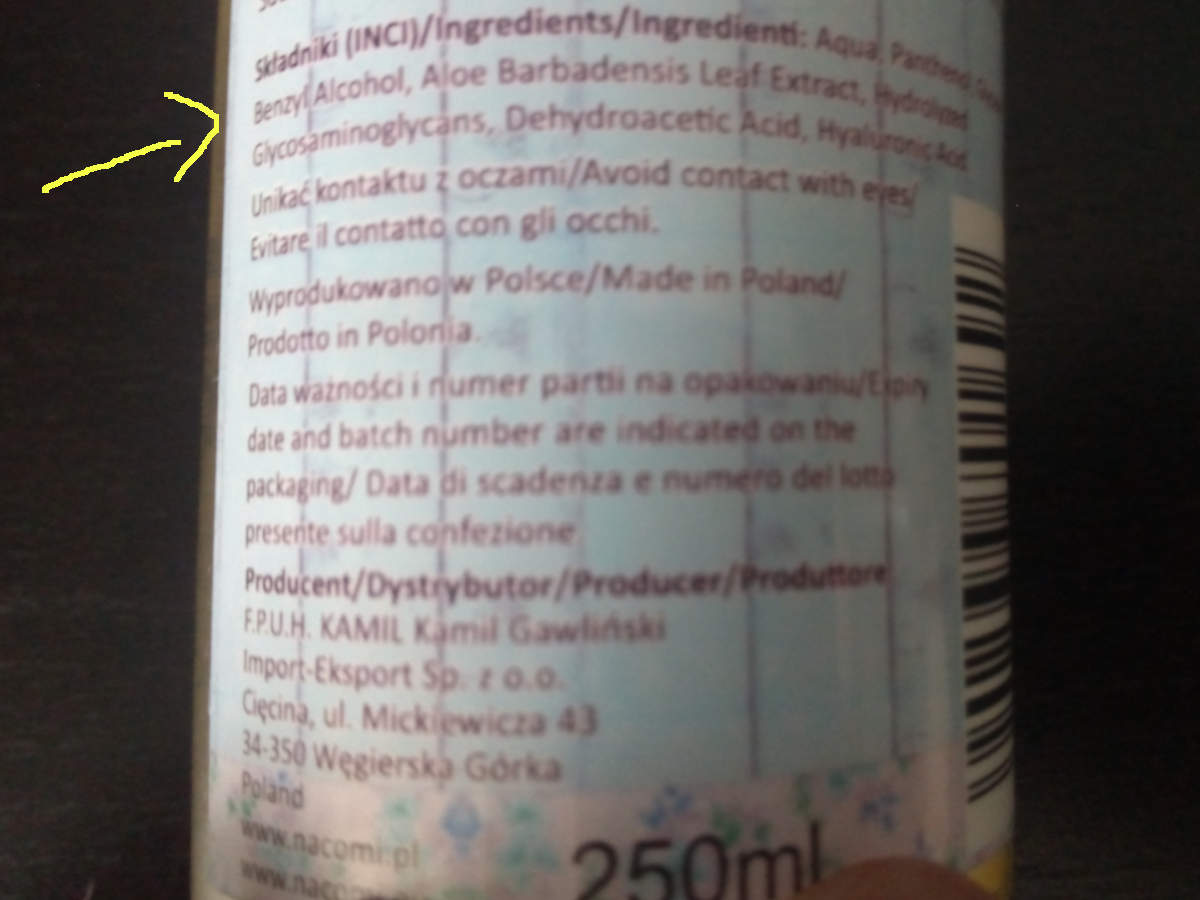 Składniki (INCI)/Ingredients/Ingredienti: Aqua, Panthenol,
Benzyl Alcohol, Aloe Barbadensis Leaf Extract, Hydrolyzed
Glycosaminoglycans, Dehydroacetic Acid, Hyaluronic Acid.
Unikać kontaktu z oczami/Avoid contact with eyes/
Evitare il contatto con gli occhi.
Wyprodukowano w Polsce/Made in Poland/
Prodotto in Polonia.
Data ważności i numer partii na opakowaniu/Expiry
date and batch number are indicated on the
packaging/ Data di scadenza e numero del lotto
presente sulla confezione
Producent/Dystrybutor/Producer/Produttore
F.P.U.H. KAMIL Kamil Gawliński
Import-Eksport Sp. z o.o.
Cięcina, ul. Mickiewicza 43
34-350 Węgierska Górka
Poland
www.nacomi.pl
250ml